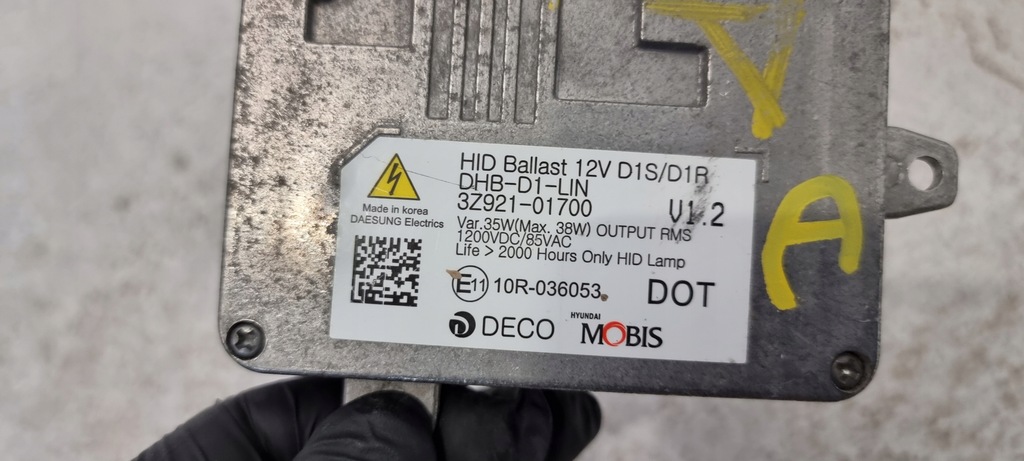 HID Ballast 12V D1S/D1R
DHB-D1-LIN
3Z921-01700 V1.2
Made in korea
DAESUNG Electrics
Var.35W(Max. 38W) OUTPUT RMS
1200VDC/85VAC
Life > 2000 Hours Only HID Lamp
E11 10R-036053 DOT
DECO
HYUNDAI
MOBIS
A